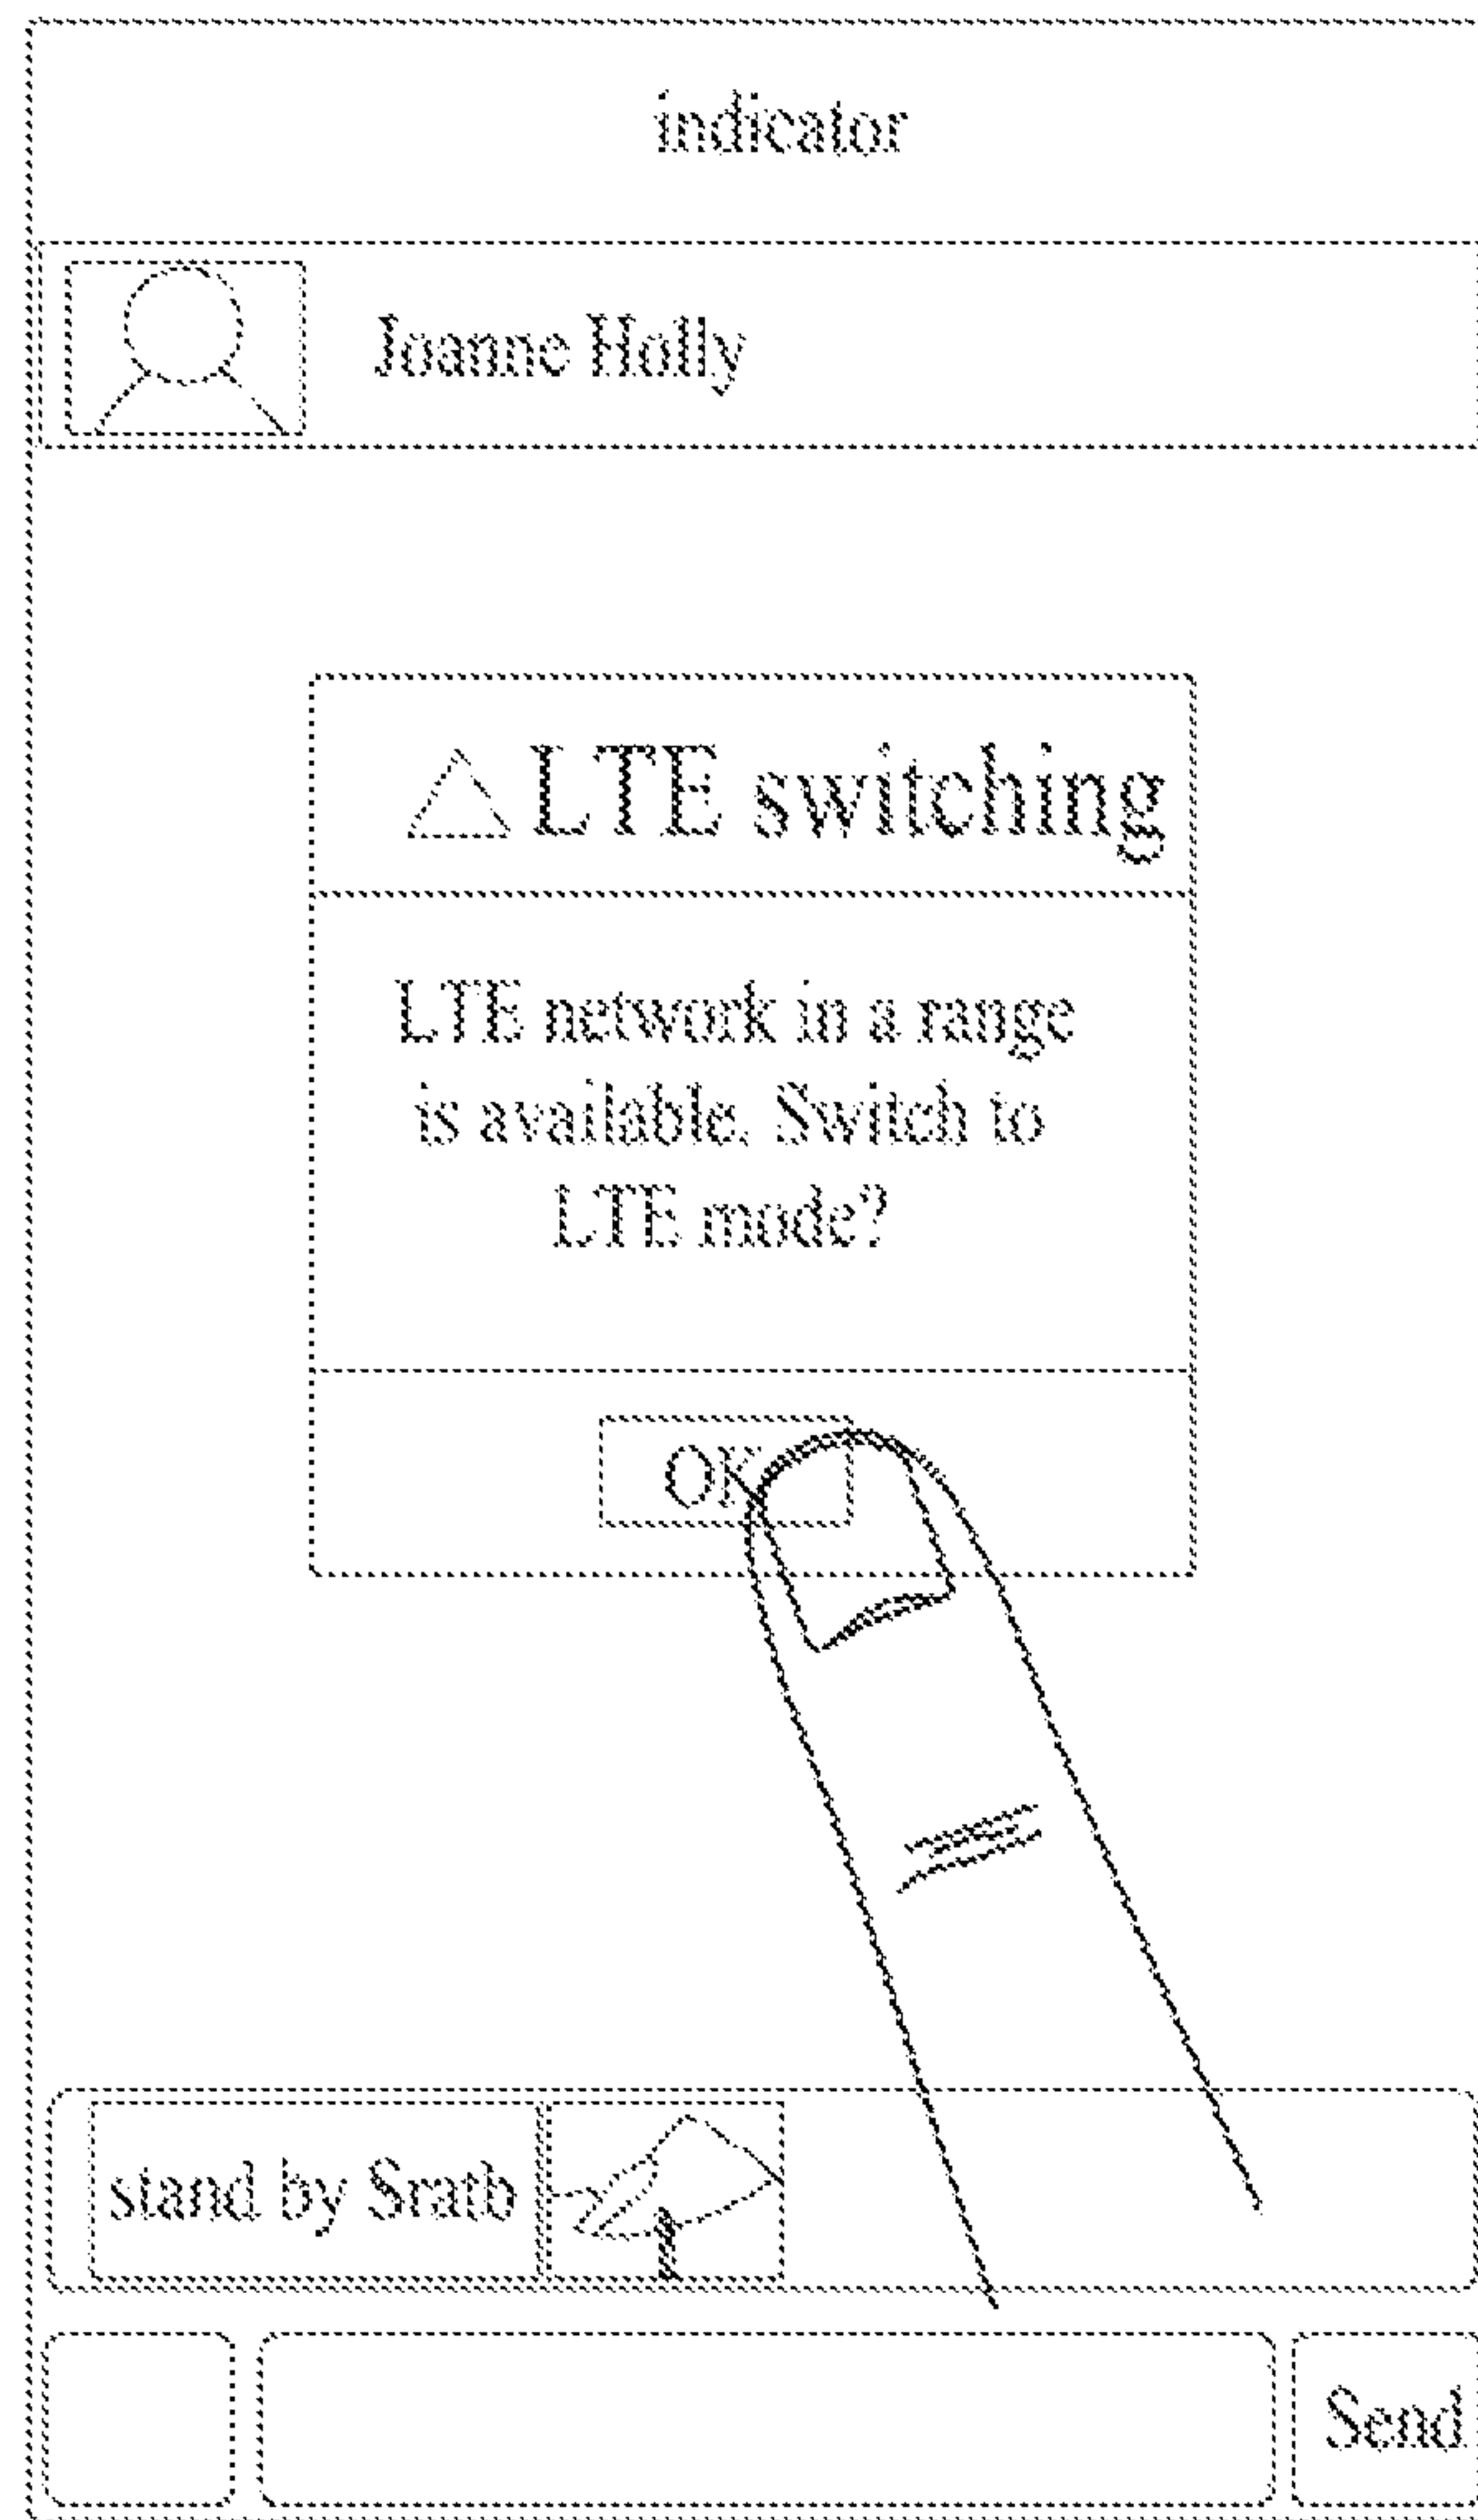 indicator
Joanne Holly
LTE switching
LTE network in a range
is available. Switch to
LTE mode?
OK
stand by Sratb
Send